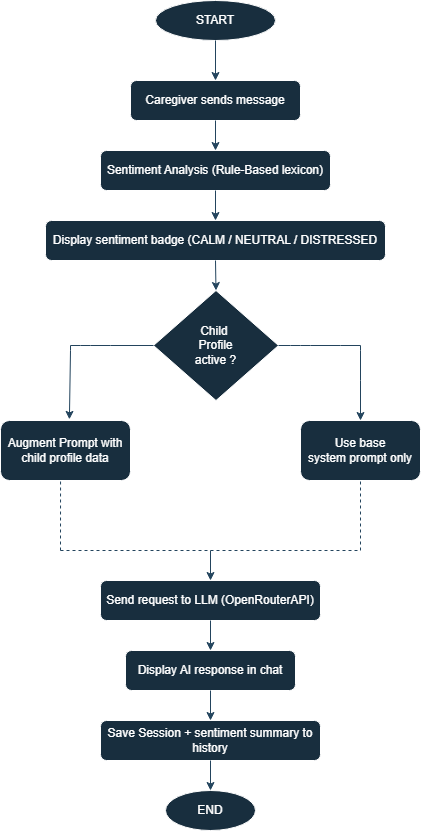 START
Caregiver sends message
Sentiment Analysis (Rule-Based lexicon)
Display sentiment badge (CALM / NEUTRAL / DISTRESSED
Child
Profile
active ?
Augment Prompt with
child profile data
Use base
system prompt only
Send request to LLM (OpenRouterAPI)
Display AI response in chat
Save Session + sentiment summary to
history
END